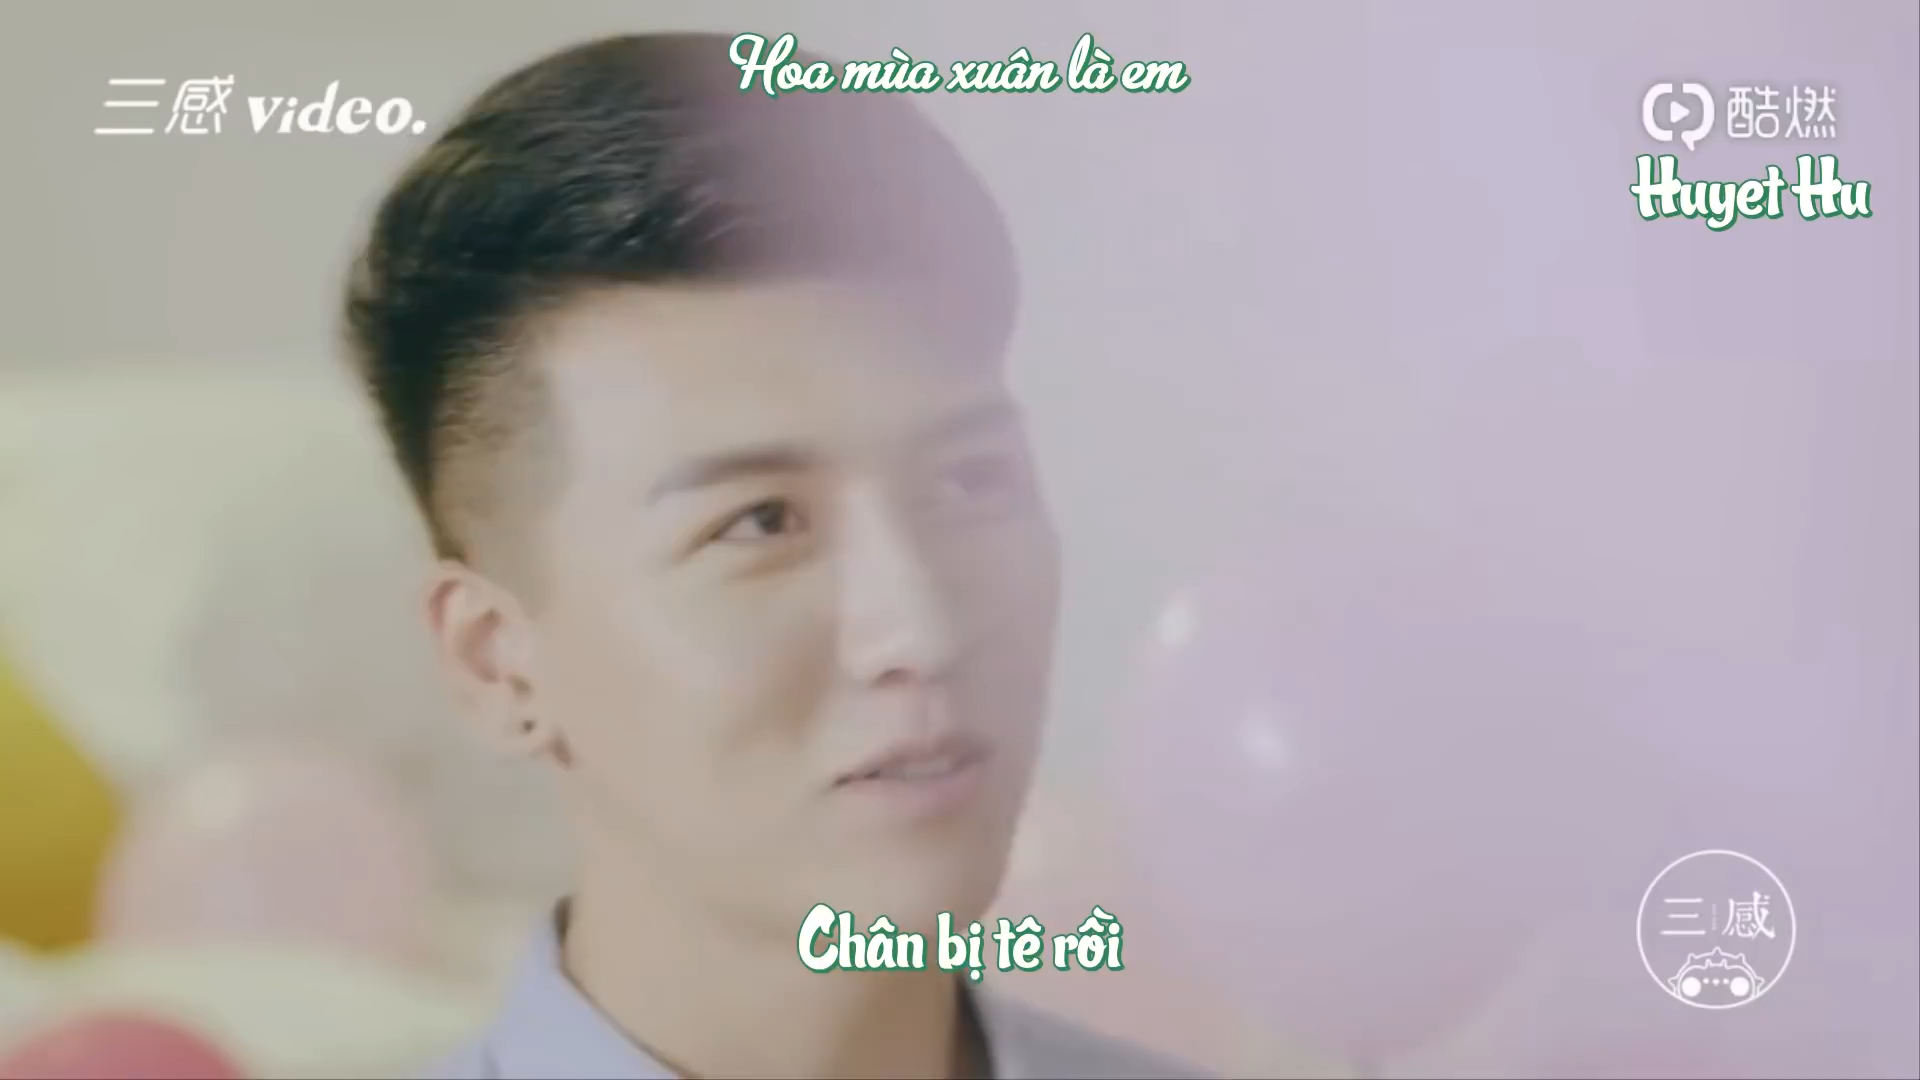 Hoa mùa xuân là em
三感 video.
酷燃
Huyet Hu
Chân bị tê rồi
三感